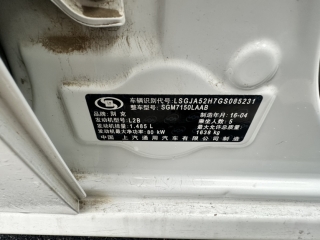 车辆识别代号: LSGJA52H7GS085231
整车型号: SGM7150LAAB
品牌: 别克 制造年月: 16-04
发动机型号: L2B 乘坐人数: 5
发动机排量: 1.485 L 最大允许总质量:
发动机最大净功率: 80 kW 1638 kg
中国 上汽通用汽车有限公司制造